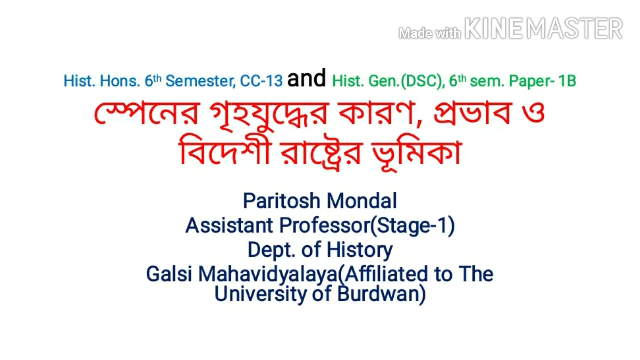 Made with KINEMASTER
Hist. Hons. 6th Semester, CC-13 and Hist. Gen.(DSC), 6th sem. Paper- 1B
স্পেনের গৃহযুদ্ধের কারণ, প্রভাব ও
বিদেশী রাষ্ট্রের ভূমিকা
Paritosh Mondal
Assistant Professor(Stage-1)
Dept. of History
Galsi Mahavidyalaya(Affiliated to The
University of Burdwan)